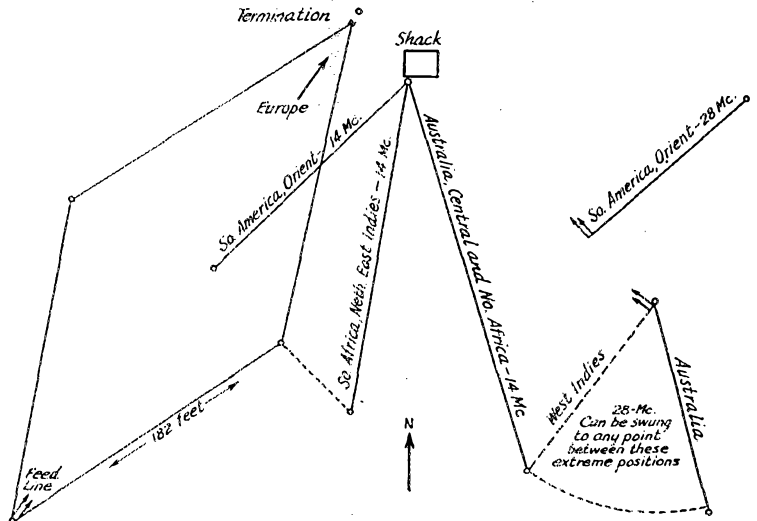 Termination
Shack
Europe
So. America, Orient - 14 Mc.
So. Africa, Neth. East Indies - 14 Mc.
Australia, Central and No. Africa - 14 Mc
So. America, Orient - 28 Mc.
West Indies
Australia
28-Mc.
Can be swung
to any point
between these
extreme positions
182 feet
N
Feed
Line